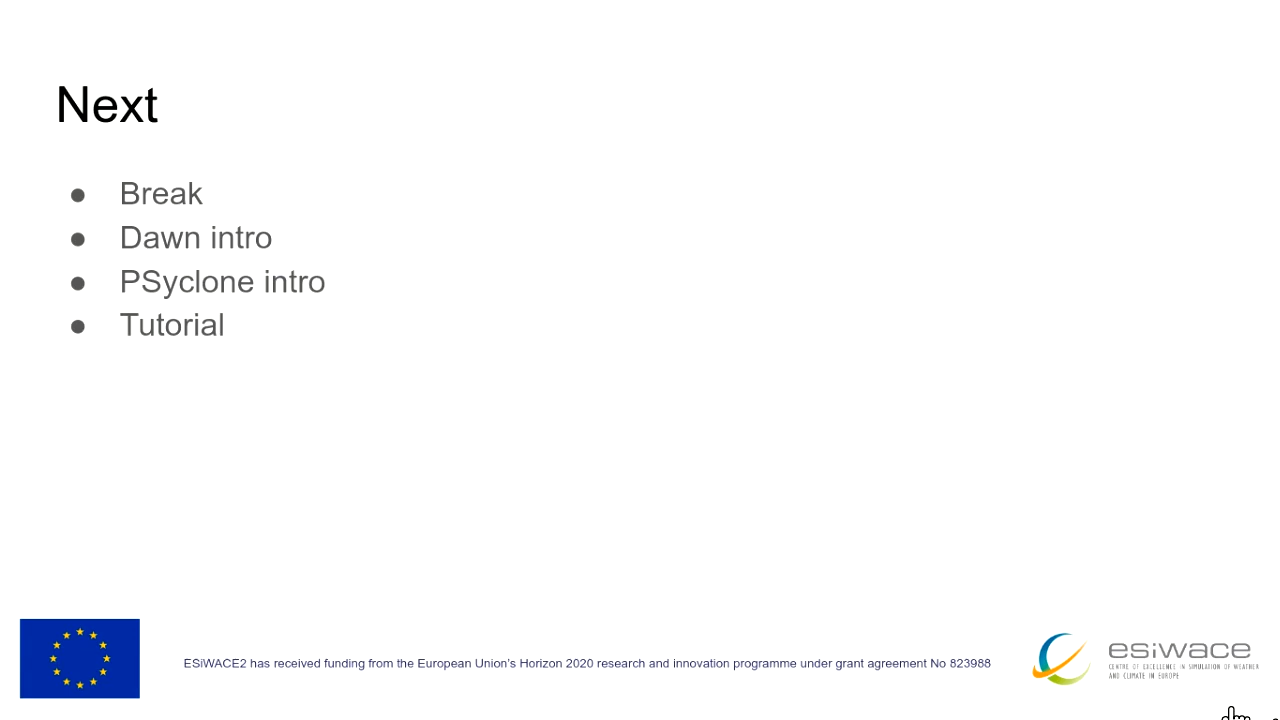 Next
● Break
● Dawn intro
● PSyclone intro
● Tutorial
ESiWACE2 has received funding from the European Union's Horizon 2020 research and innovation programme under grant agreement No 823988
esiwace
CENTRE OF EXCELLENCE IN SIMULATION OF WEATHER
AND CLIMATE IN EUROPE